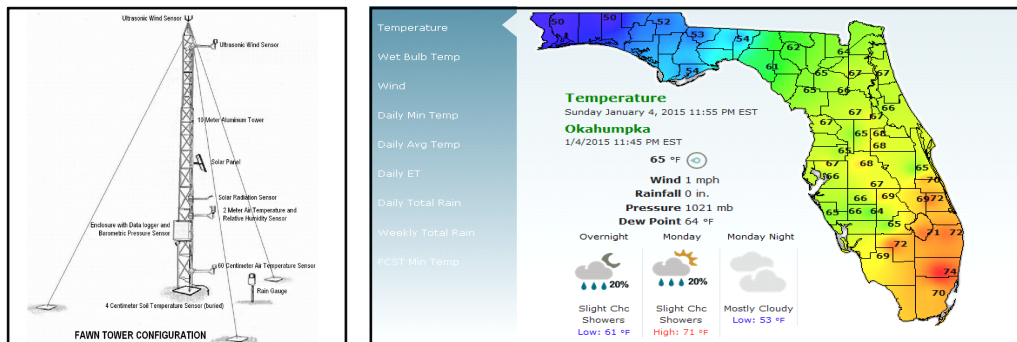 Ultrasonic Wind Sensor
Ultrasonic Wind Sensor
10 Meter Aluminum Tower
Solar Panel
Solar Radiation Sensor
2 Meter Air Temperature and
Relative Humidity Sensor
Enclosure with Data logger and
Barometric Pressure Sensor
60 Centimeter Air Temperature Sensor
Rain Gauge
4 Centimeter Soil Temperature Sensor (buried)
FAWN TOWER CONFIGURATION
Temperature
Wet Bulb Temp
Wind
Daily Min Temp
Daily Avg Temp
Daily ET
Daily Total Rain
Weekly Total Rain
FCST Min Temp
50 50 52 53 54 54
62 64 61 65 67 67
65 66 66 67 67
67 65 68 68
65 67 66 67 65 70
66 69 69 72
65 66 64 65 71 72
72 69 74 70
Temperature
Sunday January 4, 2015 11:55 PM EST
Okahumpka
1/4/2015 11:45 PM EST
65 °F
Wind 1 mph
Rainfall 0 in.
Pressure 1021 mb
Dew Point 64 °F
Overnight Monday Monday Night
20% 20%
Slight Chc Slight Chc Mostly Cloudy
Showers Showers Low: 53 °F
Low: 61 °F High: 71 °F